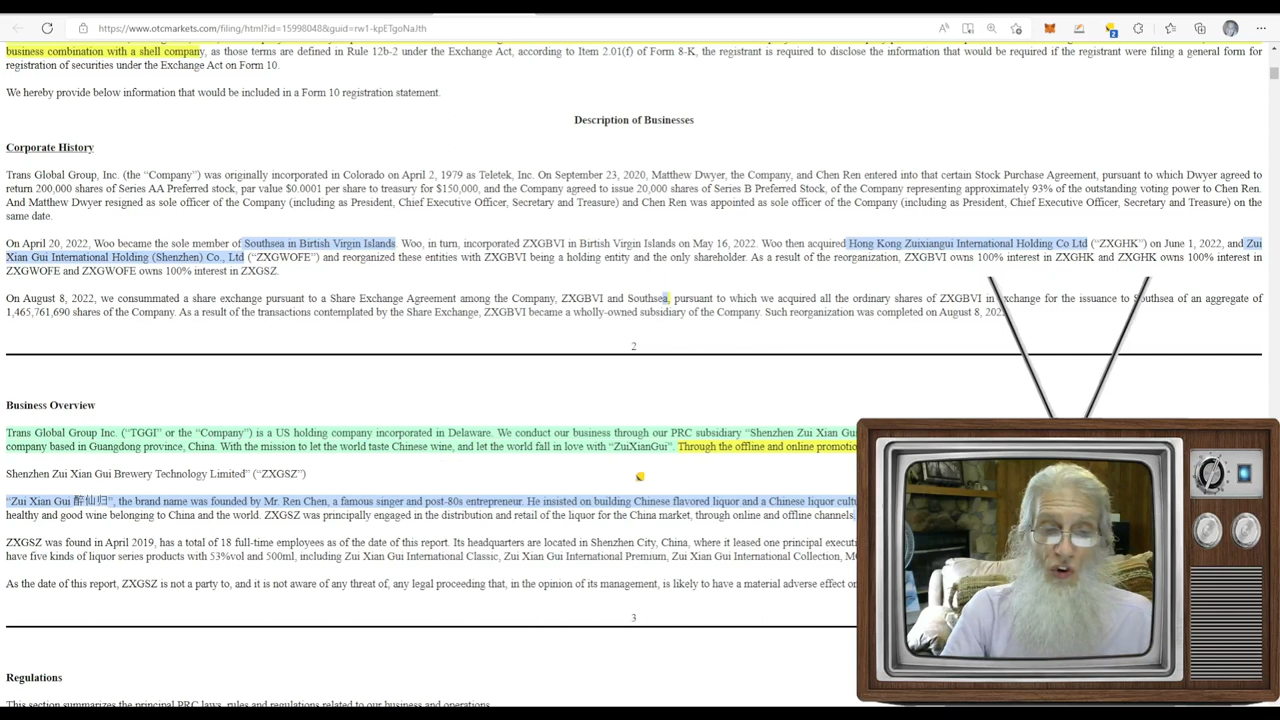 https://www.otcmarkets.com/filing/html?id=15998048&guid=rw1-kpETgoNaJth
business combination with a shell company, as those terms are defined in Rule 12b-2 under the Exchange Act, according to Item 2.01(f) of Form 8-K, the registrant is required to disclose the information that would be required if the registrant were filing a general form for
registration of securities under the Exchange Act on Form 10.
We hereby provide below information that would be included in a Form 10 registration statement.
Description of Businesses
Corporate History
Trans Global Group, Inc. (the “Company”) was originally incorporated in Colorado on April 2, 1979 as Teletek, Inc. On September 23, 2020, Matthew Dwyer, the Company, and Chen Ren entered into that certain Stock Purchase Agreement, pursuant to which Dwyer agreed to
return 200,000 shares of Series AA Preferred stock, par value $0.0001 per share to treasury for $150,000, and the Company agreed to issue 20,000 shares of Series B Preferred Stock, of the Company representing approximately 93% of the outstanding voting power to Chen Ren.
And Matthew Dwyer resigned as sole officer of the Company (including as President, Chief Executive Officer, Secretary and Treasure) and Chen Ren was appointed as sole officer of the Company (including as President, Chief Executive Officer, Secretary and Treasure) on the
same date.
On April 20, 2022, Woo became the sole member of Southsea in Birtish Virgin Islands. Woo, in turn, incorporated ZXGBVI in Birtish Virgin Islands on May 16, 2022. Woo then acquired Hong Kong Zuixiangui International Holding Co Ltd (“ZXGHK”) on June 1, 2022, and Zui
Xian Gui International Holding (Shenzhen) Co., Ltd (“ZXGWOFE”) and reorganized these entities with ZXGBVI being a holding entity and the only shareholder. As a result of the reorganization, ZXGBVI owns 100% interest in ZXGHK and ZXGHK owns 100% interest in
ZXGWOFE and ZXGWOFE owns 100% interest in ZXGSZ.
On August 8, 2022, we consummated a share exchange pursuant to a Share Exchange Agreement among the Company, ZXGBVI and Southsea, pursuant to which we acquired all the ordinary shares of ZXGBVI in exchange for the issuance to Southsea of an aggregate of
1,465,761,690 shares of the Company. As a result of the transactions contemplated by the Share Exchange, ZXGBVI became a wholly-owned subsidiary of the Company. Such reorganization was completed on August 8, 202
2
Business Overview
Trans Global Group Inc. (“TGGI” or the “Company”) is a US holding company incorporated in Delaware. We conduct our business through our PRC subsidiary “Shenzhen Zui Xian Gui
company based in Guangdong province, China. With the mission to let the world taste Chinese wine, and let the world fall in love with “ZuiXianGui”. Through the offline and online promotio
Shenzhen Zui Xian Gui Brewery Technology Limited” (“ZXGSZ”)
“Zui Xian Gui 醉仙归”, the brand name was founded by Mr. Ren Chen, a famous singer and post-80s entrepreneur. He insisted on building Chinese flavored liquor and a Chinese liquor cult
healthy and good wine belonging to China and the world. ZXGSZ was principally engaged in the distribution and retail of the liquor for the China market, through online and offline channels,
ZXGSZ was found in April 2019, has a total of 18 full-time employees as of the date of this report. Its headquarters are located in Shenzhen City, China, where it leased one principal execut
have five kinds of liquor series products with 53%vol and 500ml, including Zui Xian Gui International Classic, Zui Xian Gui International Premium, Zui Xian Gui International Collection,
As the date of this report, ZXGSZ is not a party to, and it is not aware of any threat of, any legal proceeding that, in the opinion of its management, is likely to have a material adverse effect
3
Regulations
This section summarizes the principal PRC laws, rules and regulations related to our business and operations.